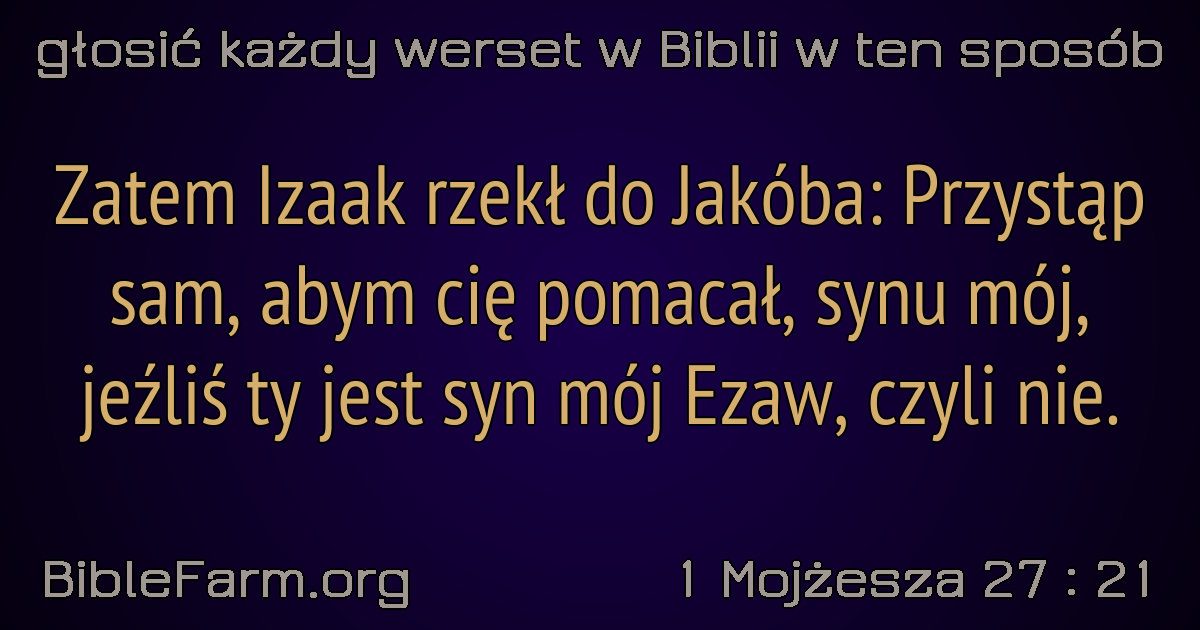 głosić każdy werset w Biblii w ten sposób
Zatem Izaak rzekł do Jakóba: Przystąp
sam, abym cię pomacał, synu mój,
jeźliś ty jest syn mój Ezaw, czyli nie.
BibleFarm.org
1 Mojżesza 27 : 21